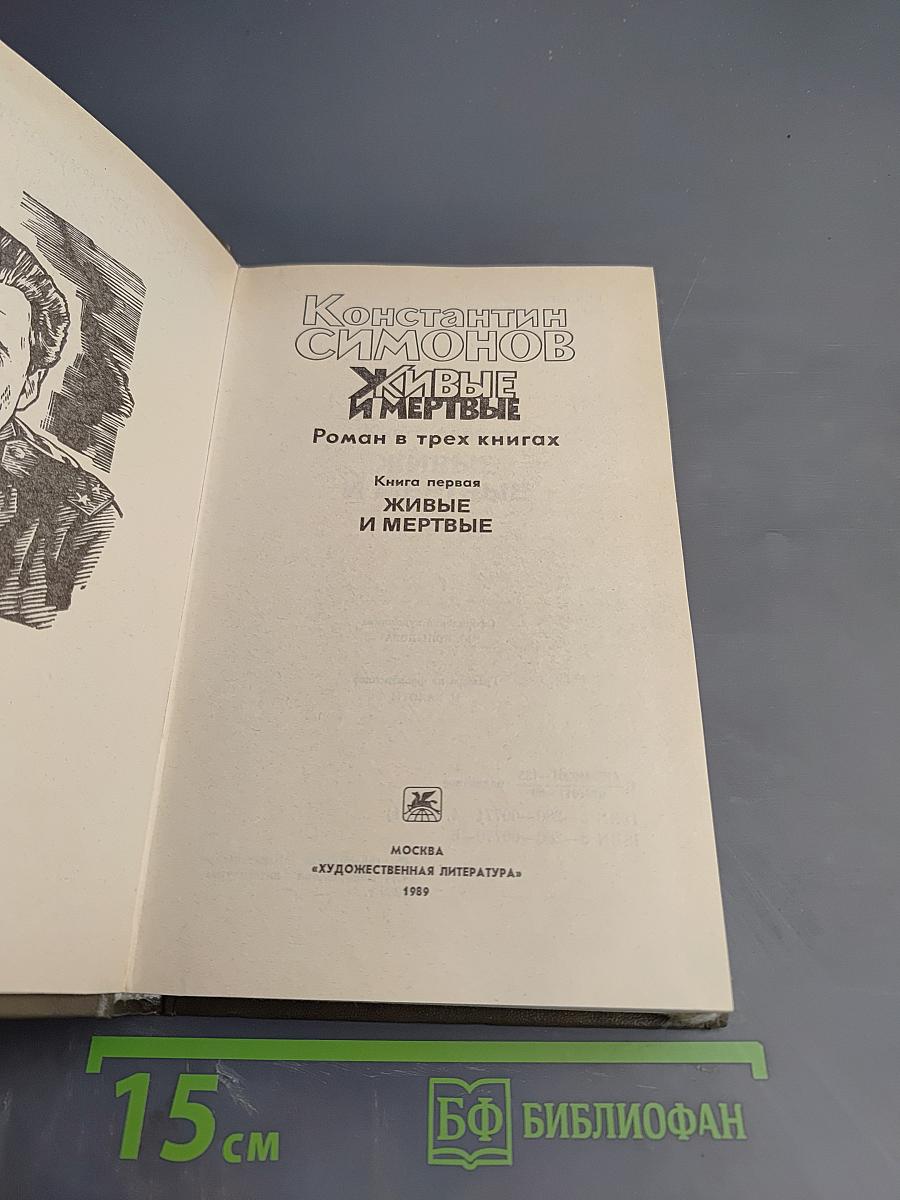 Константин
СИМОНОВ
ЖИВЫЕ
И МЕРТВЫЕ
Роман в трех книгах
Книга первая
ЖИВЫЕ
И МЕРТВЫЕ
МОСКВА
«ХУДОЖЕСТВЕННАЯ ЛИТЕРАТУРА»
1989
15 см
БФ БИБЛИОФАН